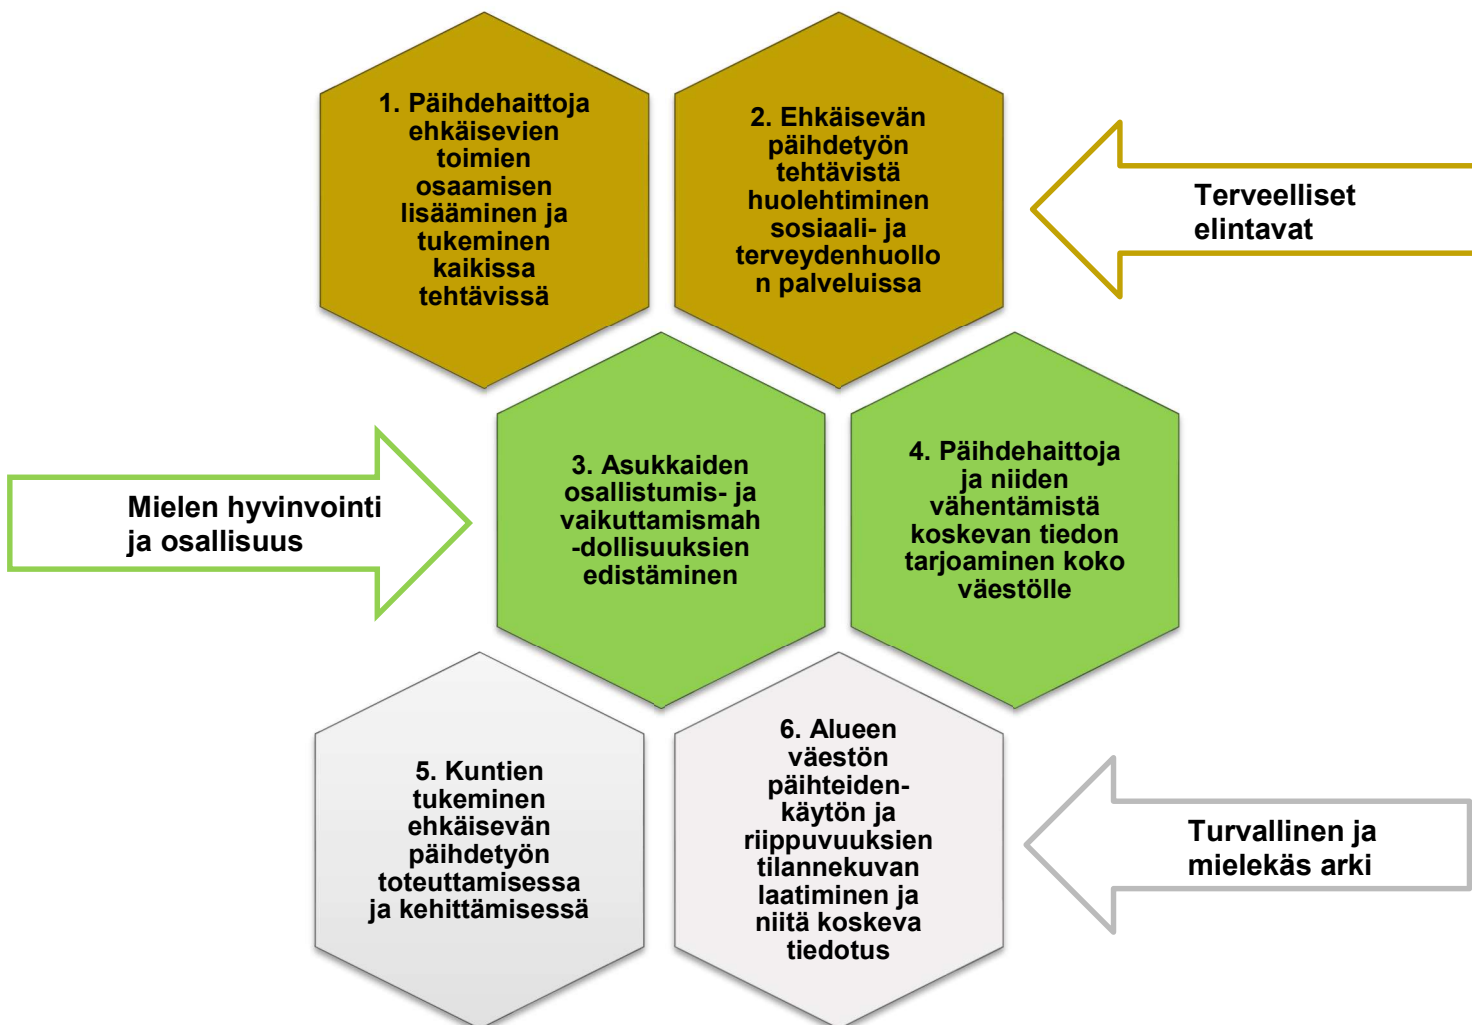 1. Päihdehaittoja
ehkäisevien
toimien
osaamisen
lisääminen ja
tukeminen
kaikissa
tehtävissä
2. Ehkäisevän
päihdetyön
tehtävistä
huolehtiminen
sosiaali- ja
terveydenhuollo
n palveluissa
Terveelliset
elintavat
Mielen hyvinvointi
ja osallisuus
3. Asukkaiden
osallistumis- ja
vaikuttamismah
-dollisuuksien
edistäminen
4. Päihdehaittoja
ja niiden
vähentämistä
koskevan tiedon
tarjoaminen koko
väestölle
5. Kuntien
tukeminen
ehkäisevän
päihdetyön
toteuttamisessa
ja kehittämisessä
6. Alueen
väestön
päihteiden-
käytön ja
riippuvuuksien
tilannekuvan
laatiminen ja
niitä koskeva
tiedotus
Turvallinen ja
mielekäs arki